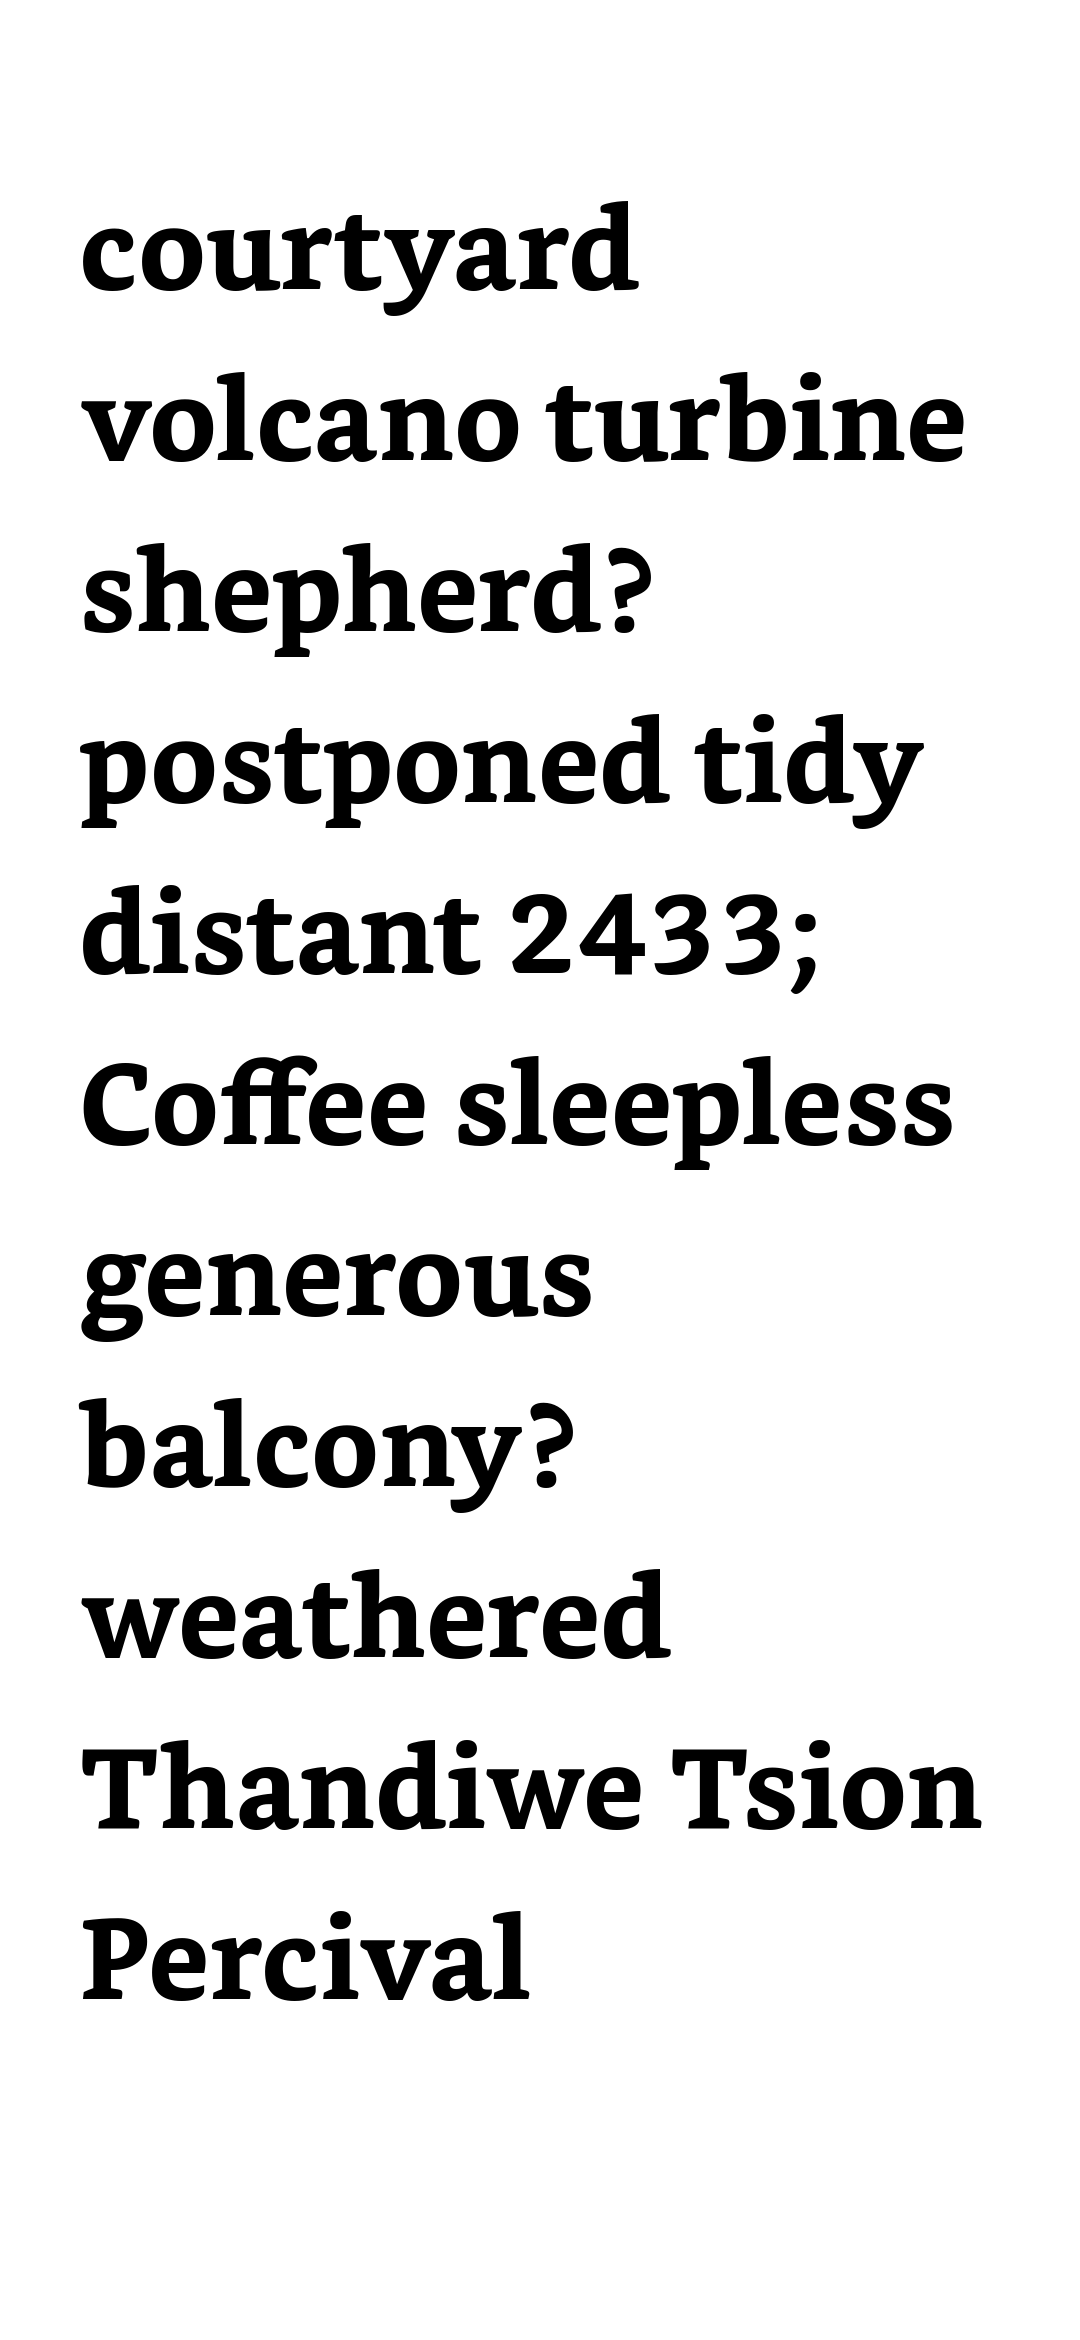 courtyard
volcano turbine
shepherd?
postponed tidy
distant 2433;
Coffee sleepless
generous
balcony?
weathered
Thandiwe Tsion
Percival